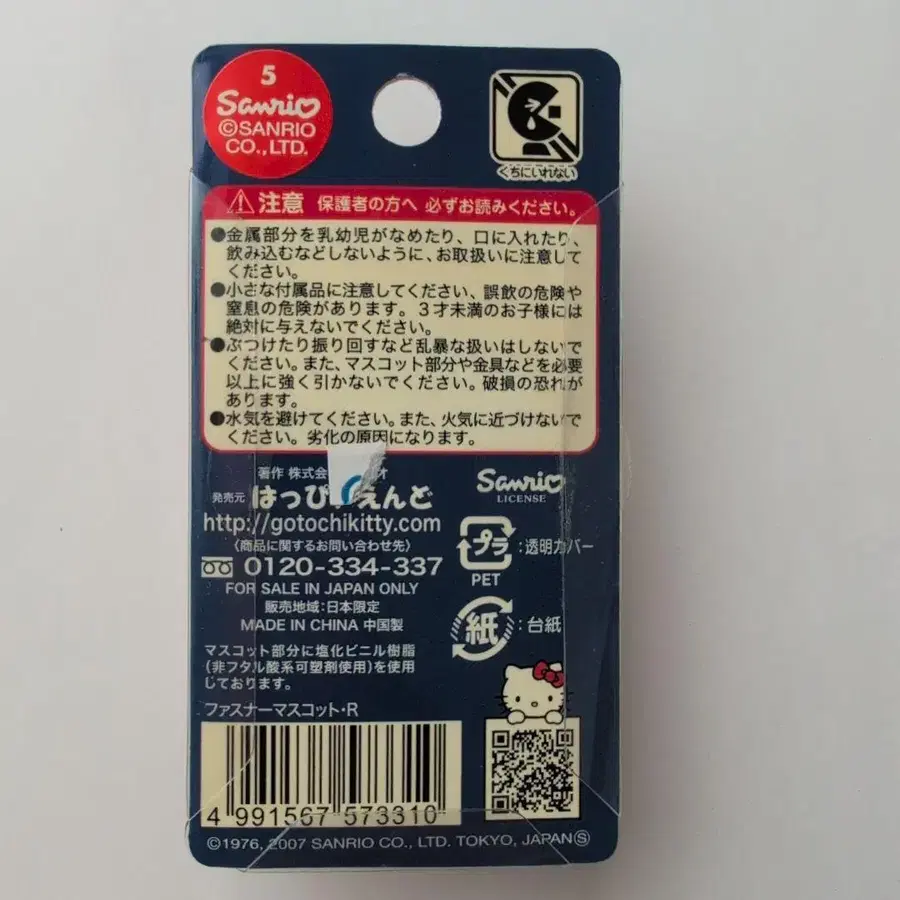 5
Sanrio
©SANRIO
CO.,LTD.
くちにいれない
注意 保護者の方へ 必ずお読みください。
●金属部分を乳幼児がなめたり、口に入れたり、
飲み込むなどしないように、お取扱いに注意して
ください。
●小さな付属品に注意してください、誤飲の危険や
窒息の危険があります。3才未満のお子様には
絶対に与えないでください。
●ぶつけたり振り回すなど乱暴な扱いはしないで
ください。また、マスコット部分や金具などを必要
以上に強く引かないでください。破損の恐れが
あります。
●水気を避けてください。また、火気に近づけないで
ください。劣化の原因になります。
著作 株式会 オ
発売元 はっぴぃえんど
http://gotochikitty.com
〈商品に関するお問い合わせ先〉
0120-334-337
FOR SALE IN JAPAN ONLY
販売地域:日本限定
MADE IN CHINA 中国製
マスコット部分に塩化ビニル樹脂
(非フタル酸系可塑剤使用)を使用
しております。
ファスナーマスコット・R
Sanrio
LICENSE
プラ :透明カバー
PET
紙 :台紙
4 991567 573310
©1976, 2007 SANRIO CO., LTD. TOKYO, JAPAN Ⓢ